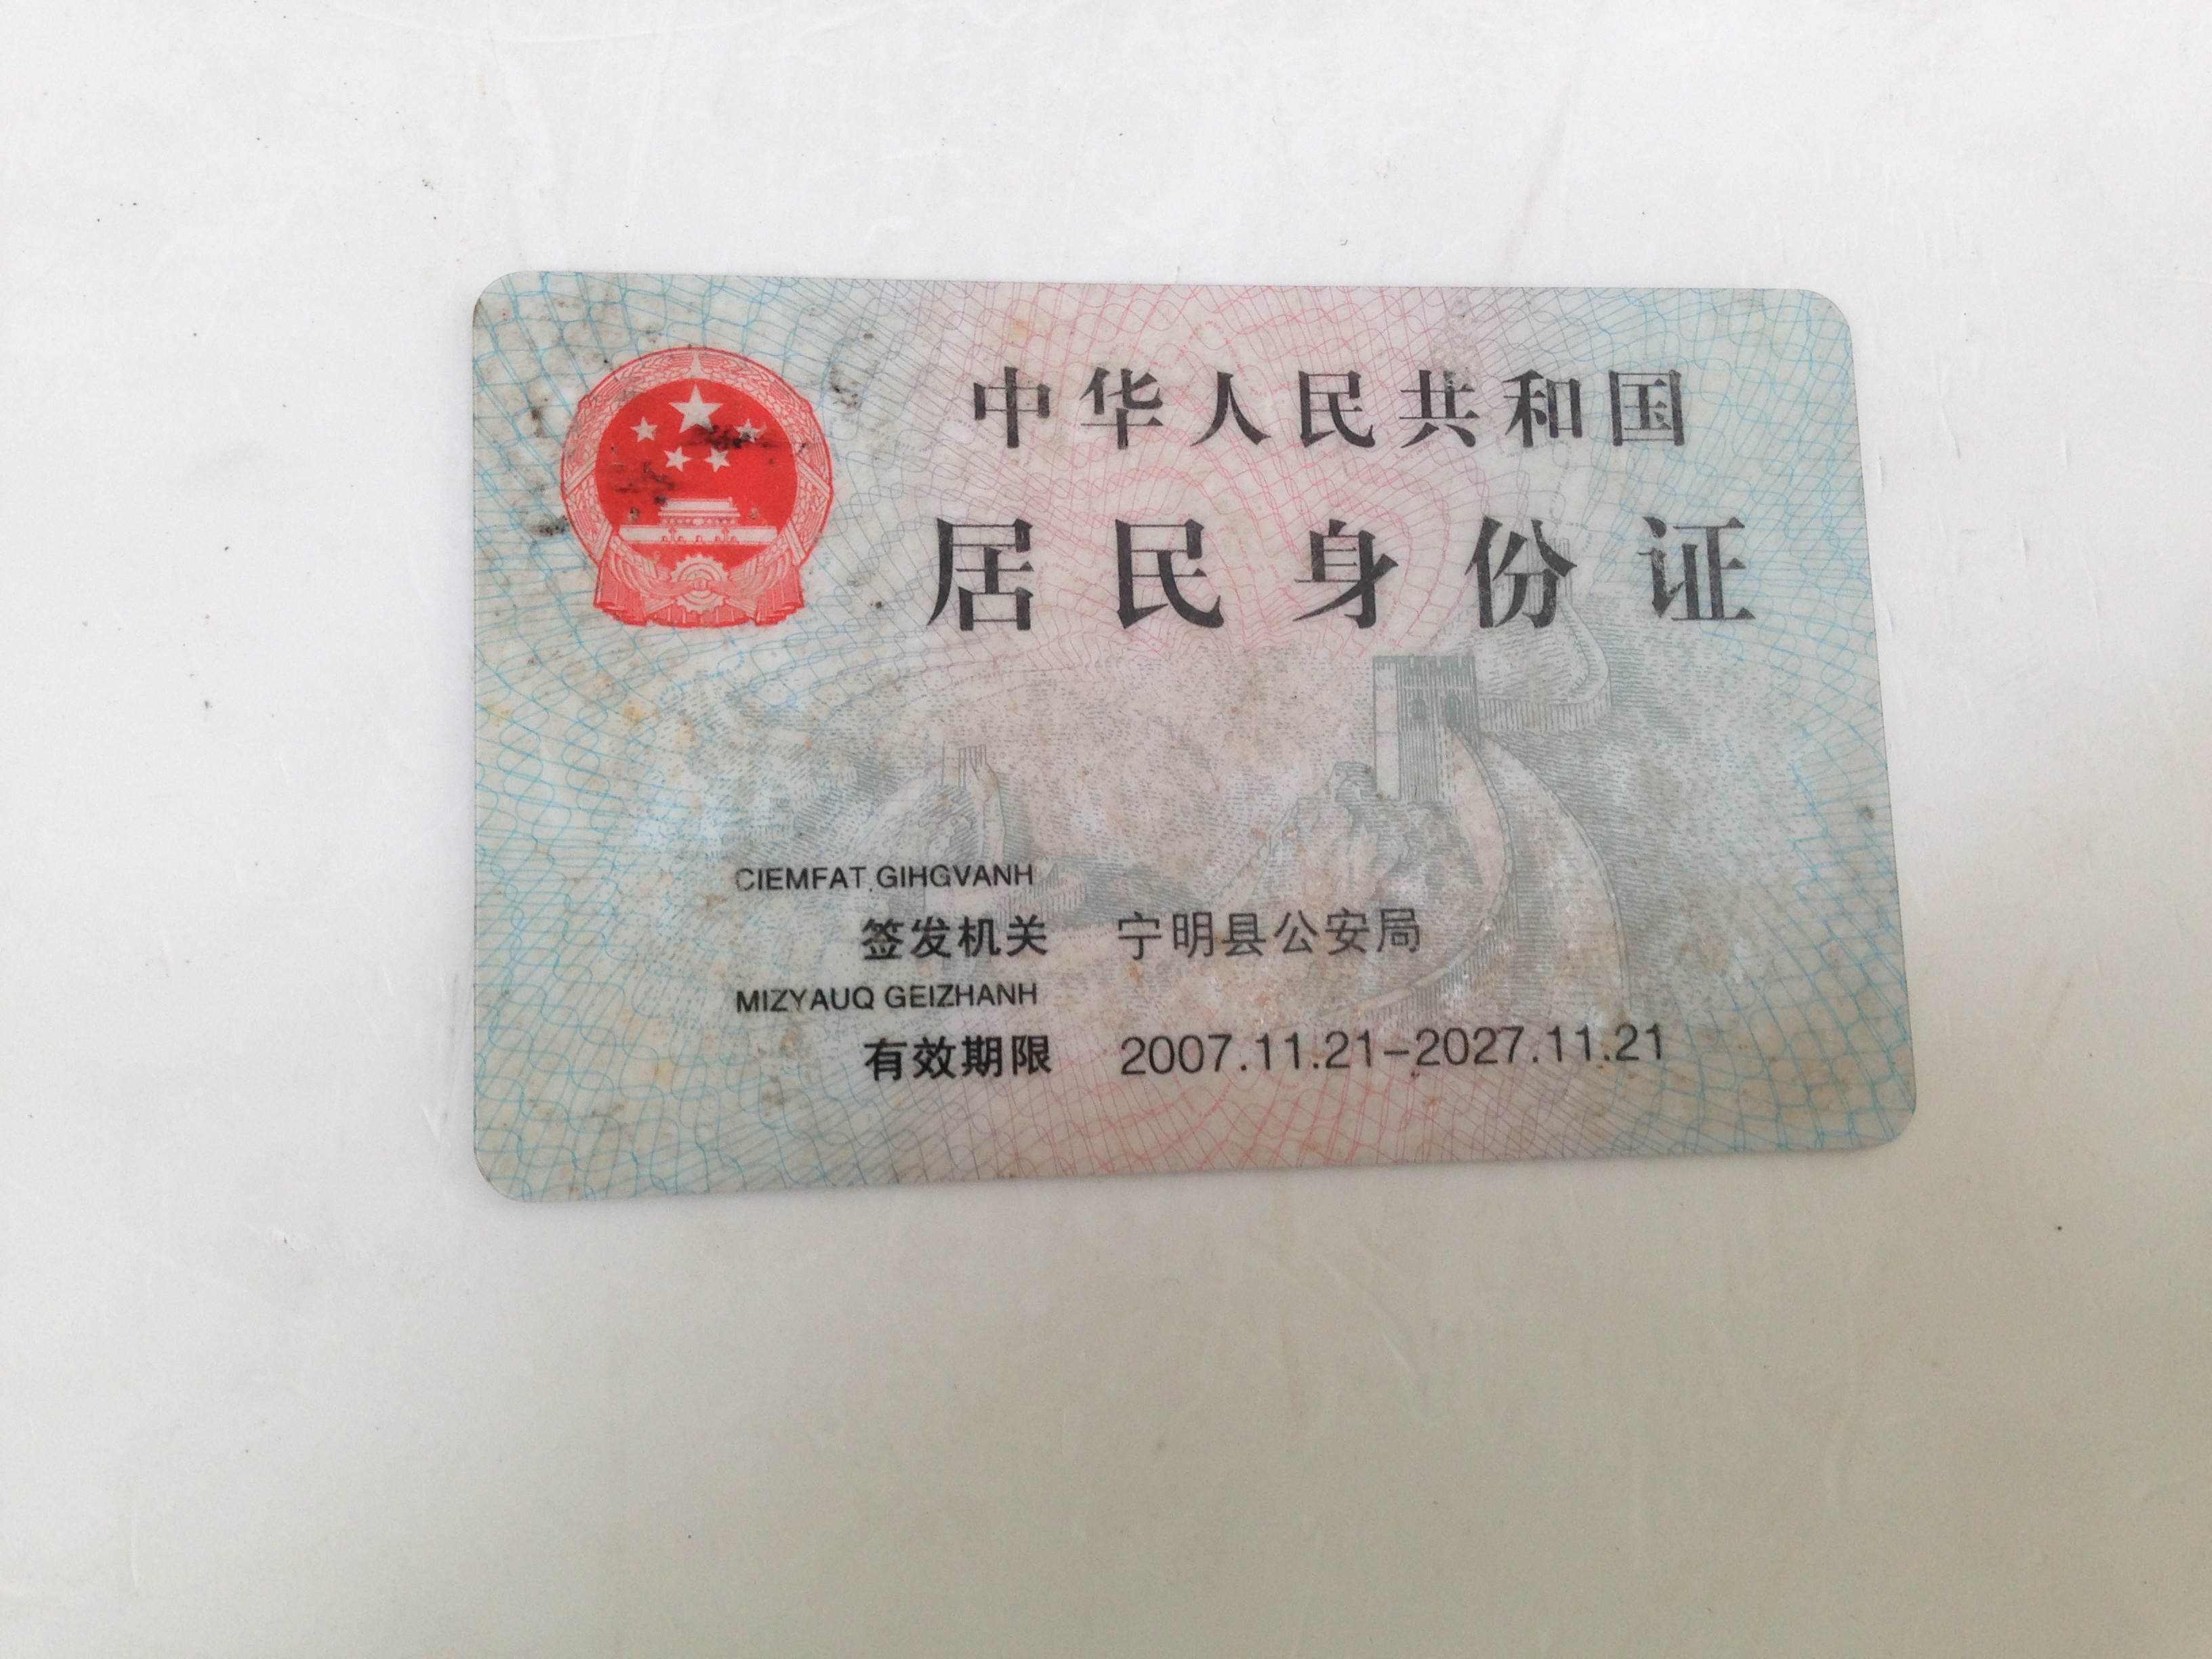 中华人民共和国
居民身份证
CIEMFAT GIHGVANH
签发机关 宁明县公安局
MIZYAUQ GEIZHANH
有效期限 2007.11.21-2027.11.21